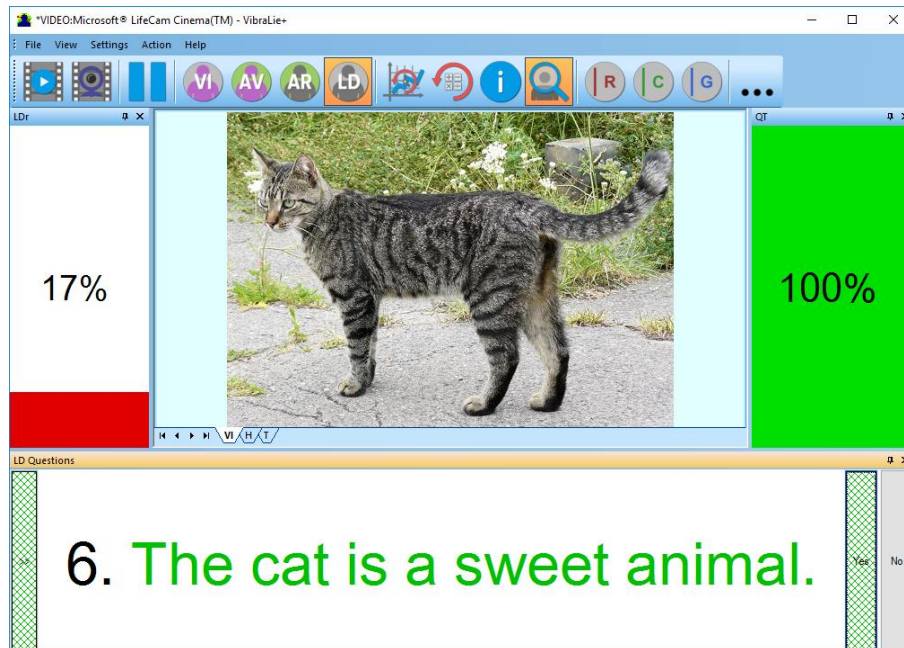 *VIDEO:Microsoft® LifeCam Cinema(TM) - VibraLie+
File View Settings Action Help
VI AV AR LD i R C G ...
LDr
QT
17%
100%
VI H T
LD Questions
>> 6. The cat is a sweet animal. Yes No